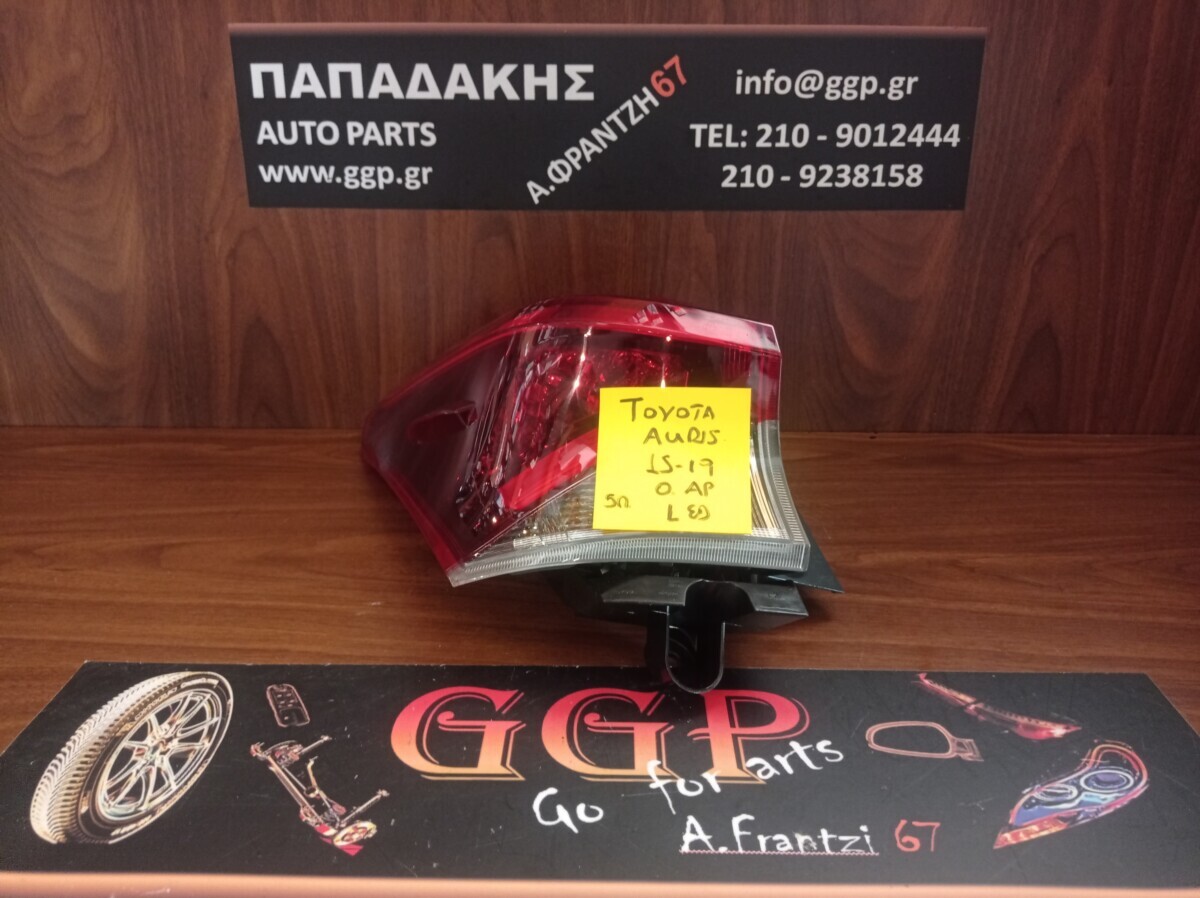 ΠΑΠΑΔΑΚΗΣ
AUTO PARTS
www.ggp.gr
Α.ΦΡΑΝΤΖΗ 67
info@ggp.gr
TEL: 210 - 9012444
210 - 9238158
TOYOTA
AURIS
15-19
Ο. ΑΡ
5Π. LED
GGP
Go for arts
A.Frantzi 67